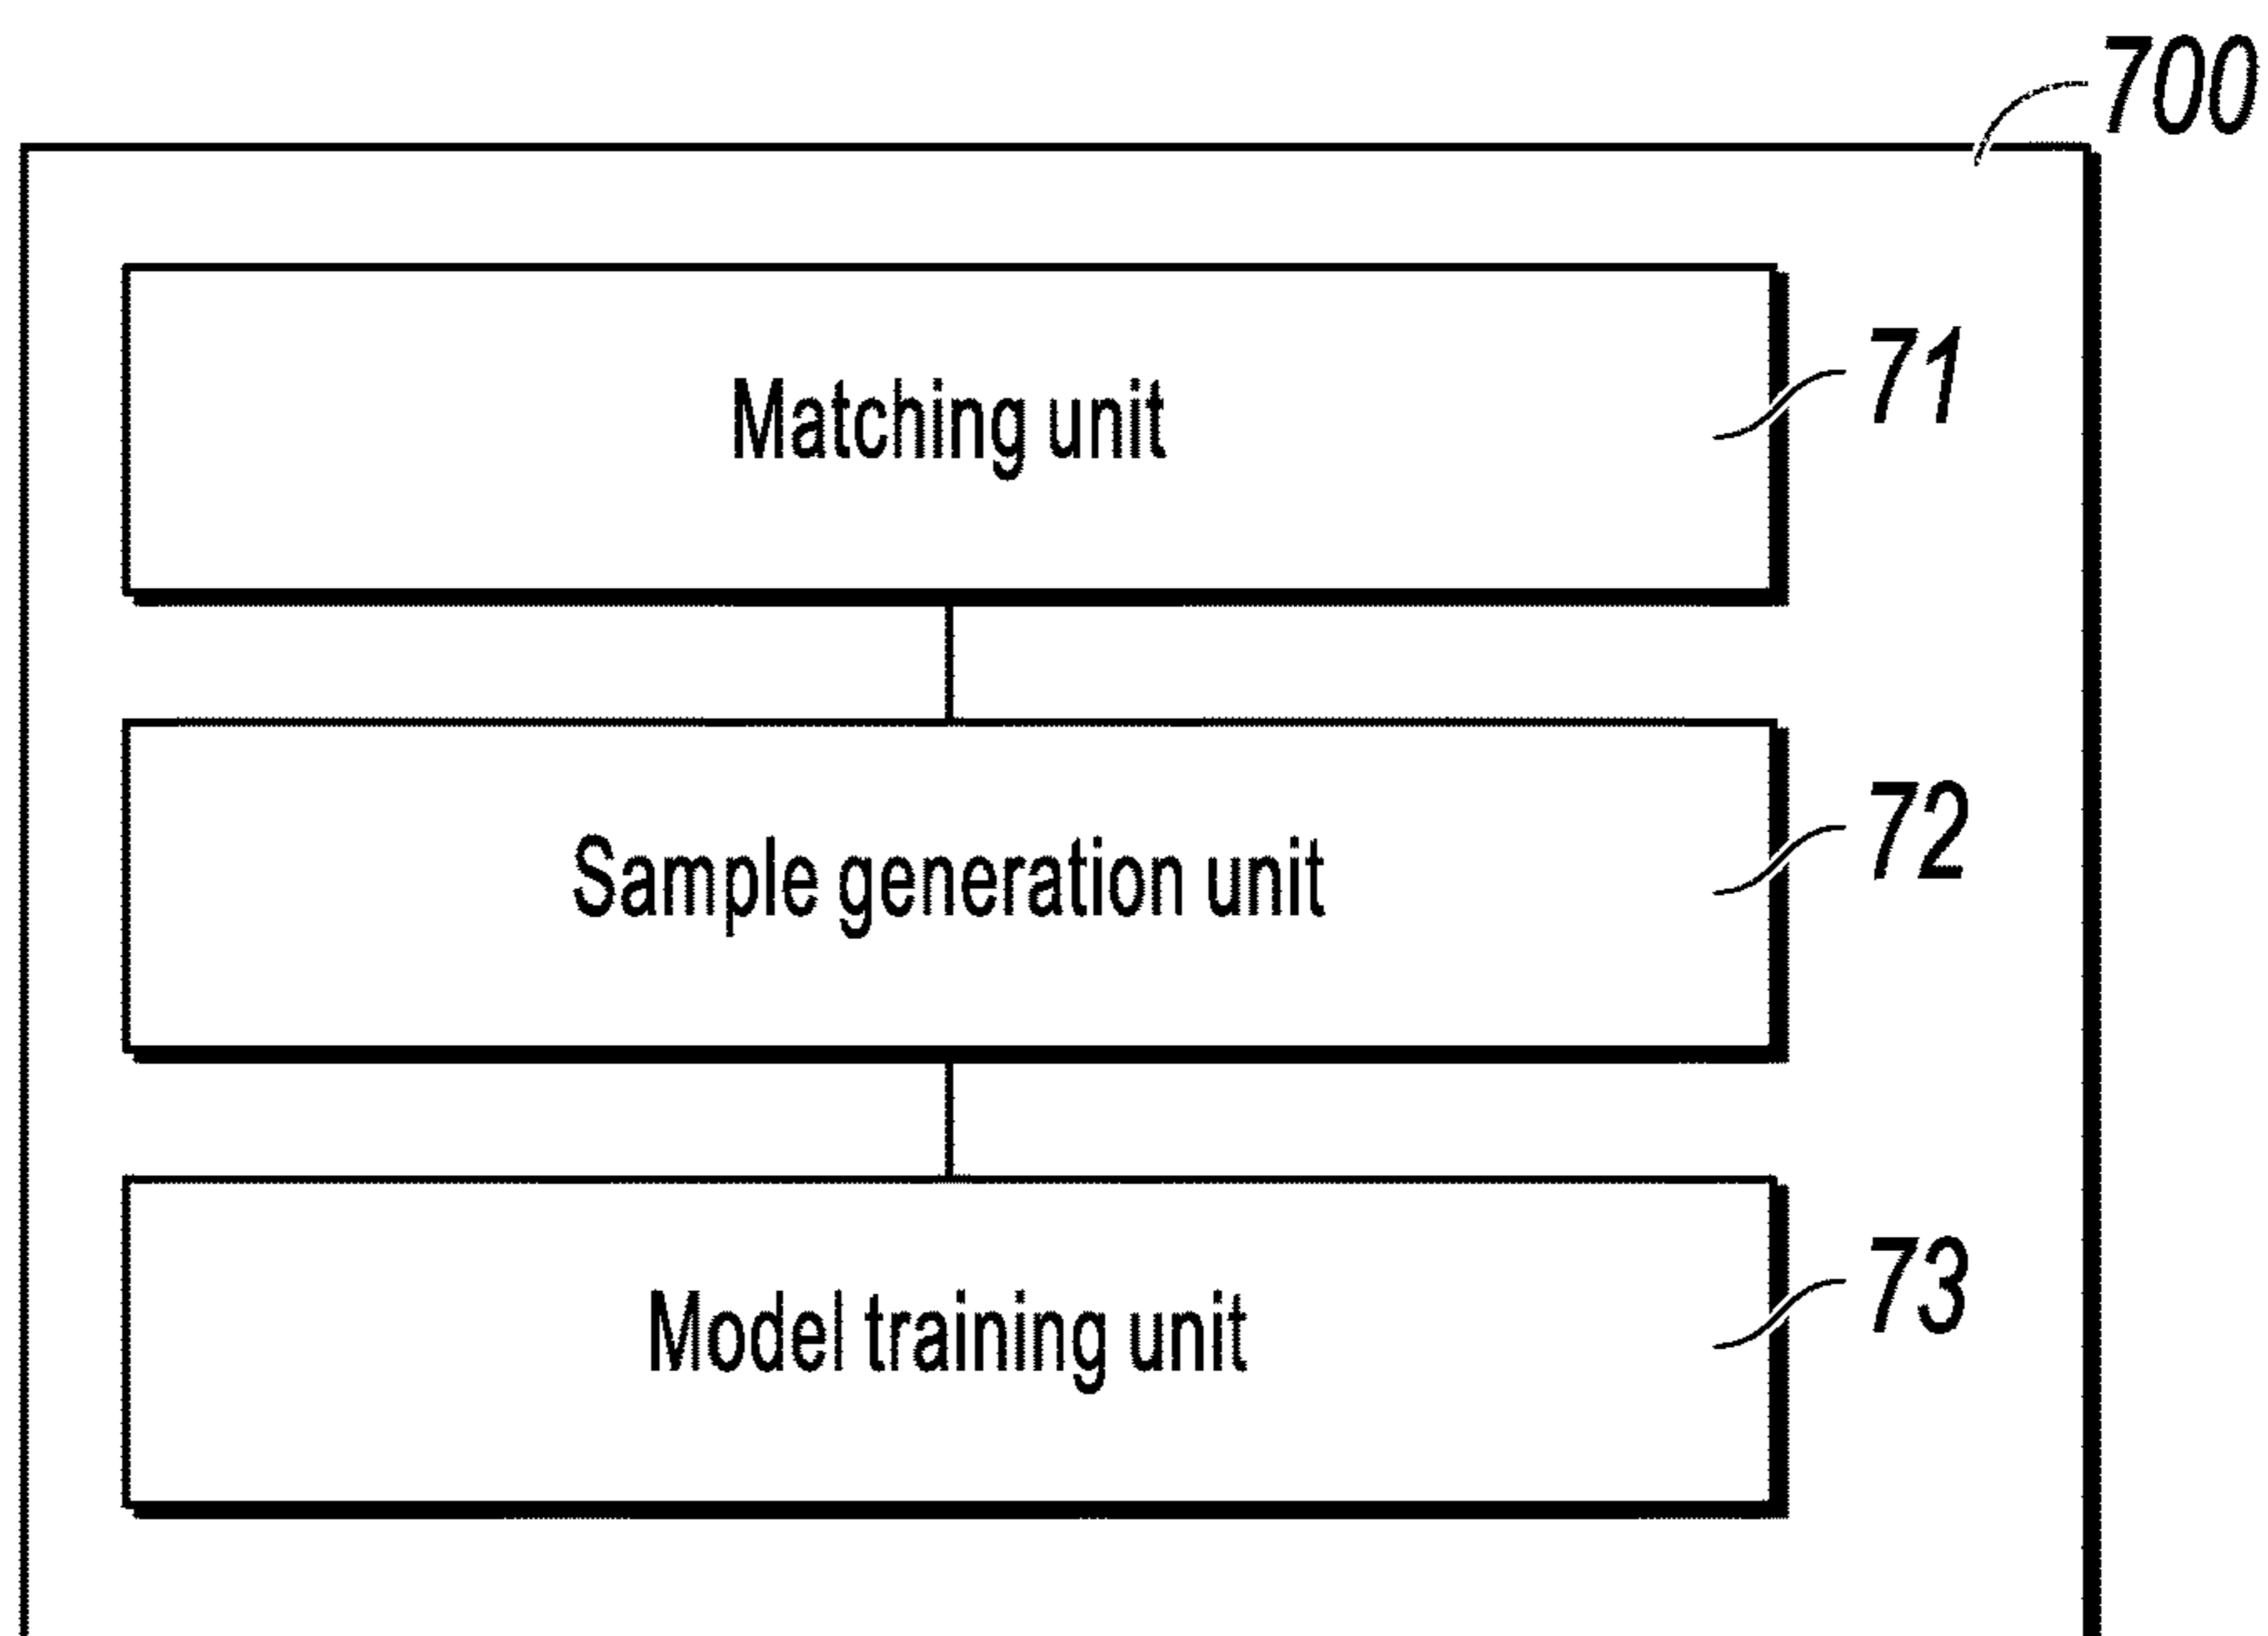 700
Matching unit
71
Sample generation unit
72
Model training unit
73